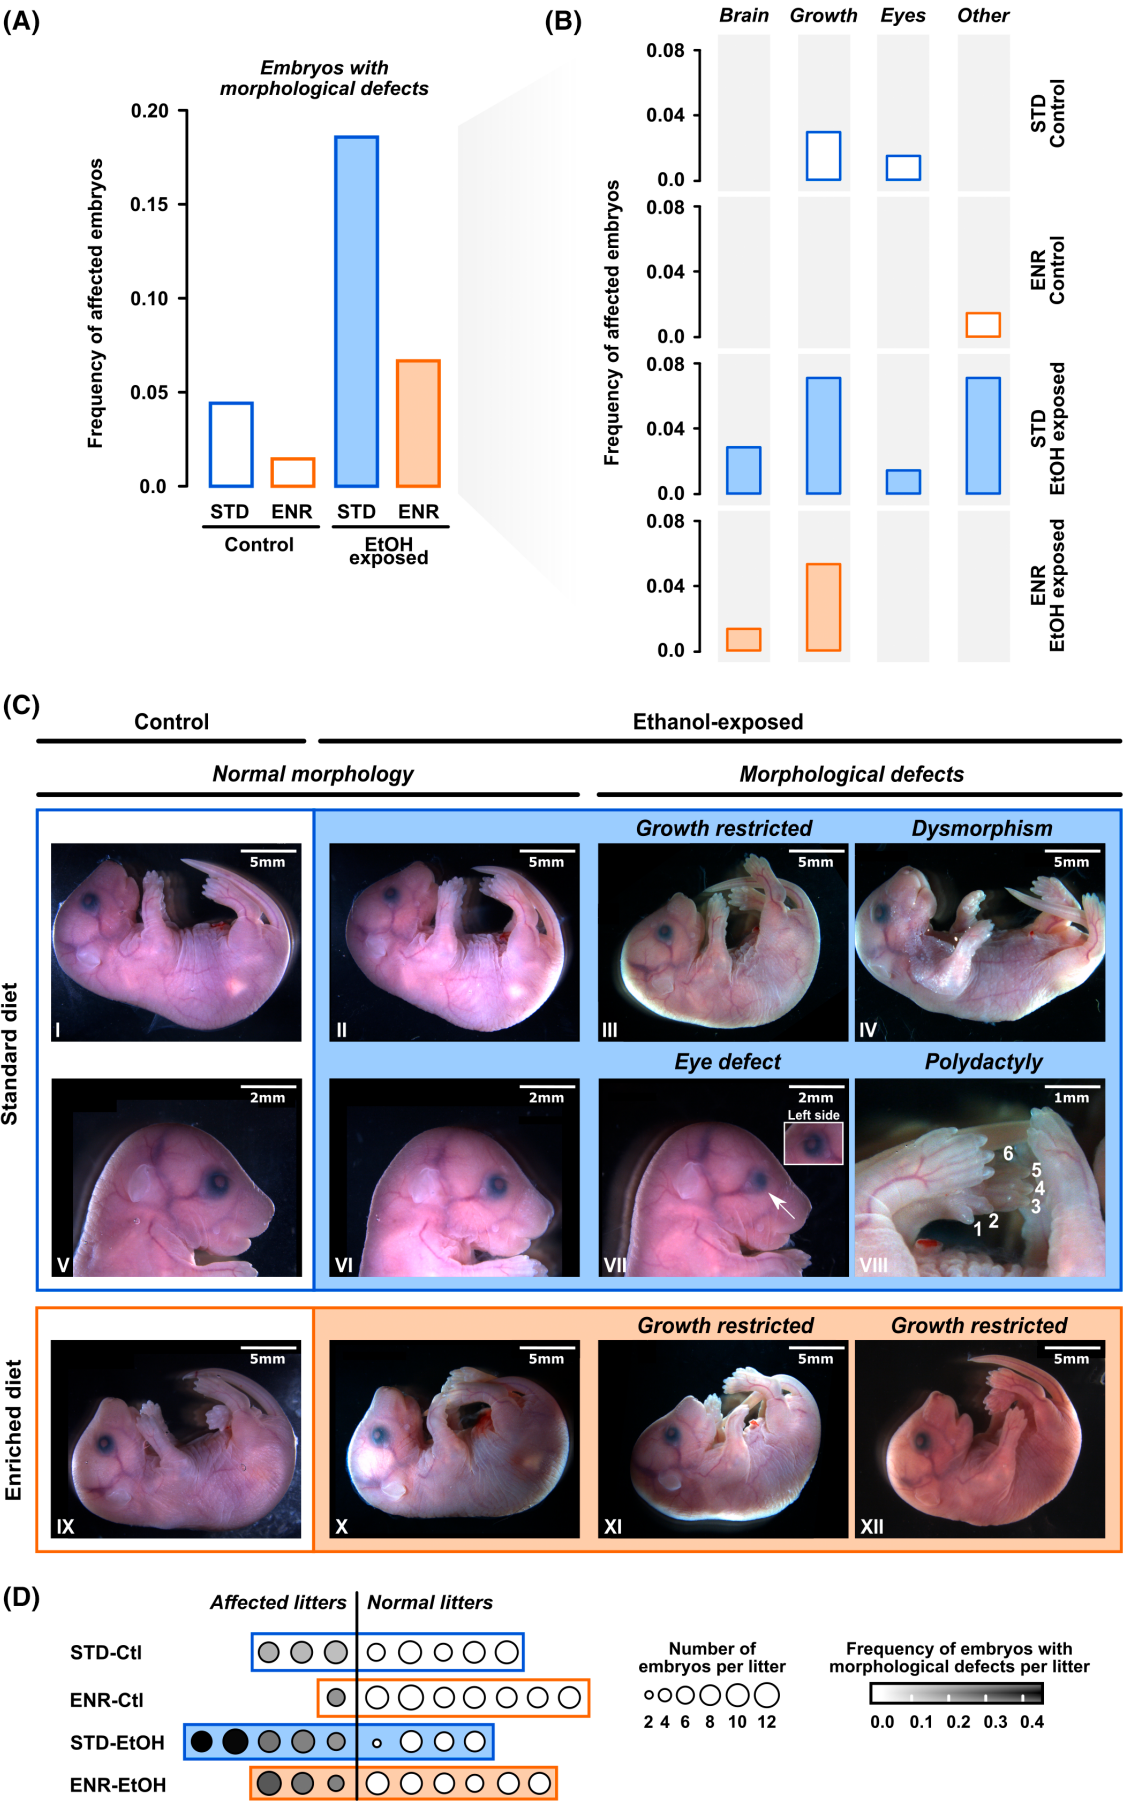 (A)
Embryos with
morphological defects
Frequency of affected embryos
0.20
0.15
0.10
0.05
0.0
STD ENR STD ENR
Control EtOH
exposed
(B)
Brain Growth Eyes Other
Frequency of affected embryos
0.08
0.04
0.0
STD
Control
0.08
0.04
0.0
ENR
Control
0.08
0.04
0.0
STD
EtOH exposed
0.08
0.04
0.0
ENR
EtOH exposed
(C)
Control Ethanol-exposed
Normal morphology Morphological defects
Standard diet
Growth restricted Dysmorphism
5mm 5mm 5mm 5mm
I II III IV
Eye defect Polydactyly
2mm 2mm 2mm 1mm
Left side
6
5
4
3
2
1
V VI VII VIII
Enriched diet
Growth restricted Growth restricted
5mm 5mm 5mm 5mm
IX X XI XII
(D)
Affected litters Normal litters
STD-Ctl
ENR-Ctl
STD-EtOH
ENR-EtOH
Number of
embryos per litter
2 4 6 8 10 12
Frequency of embryos with
morphological defects per litter
0.0 0.1 0.2 0.3 0.4